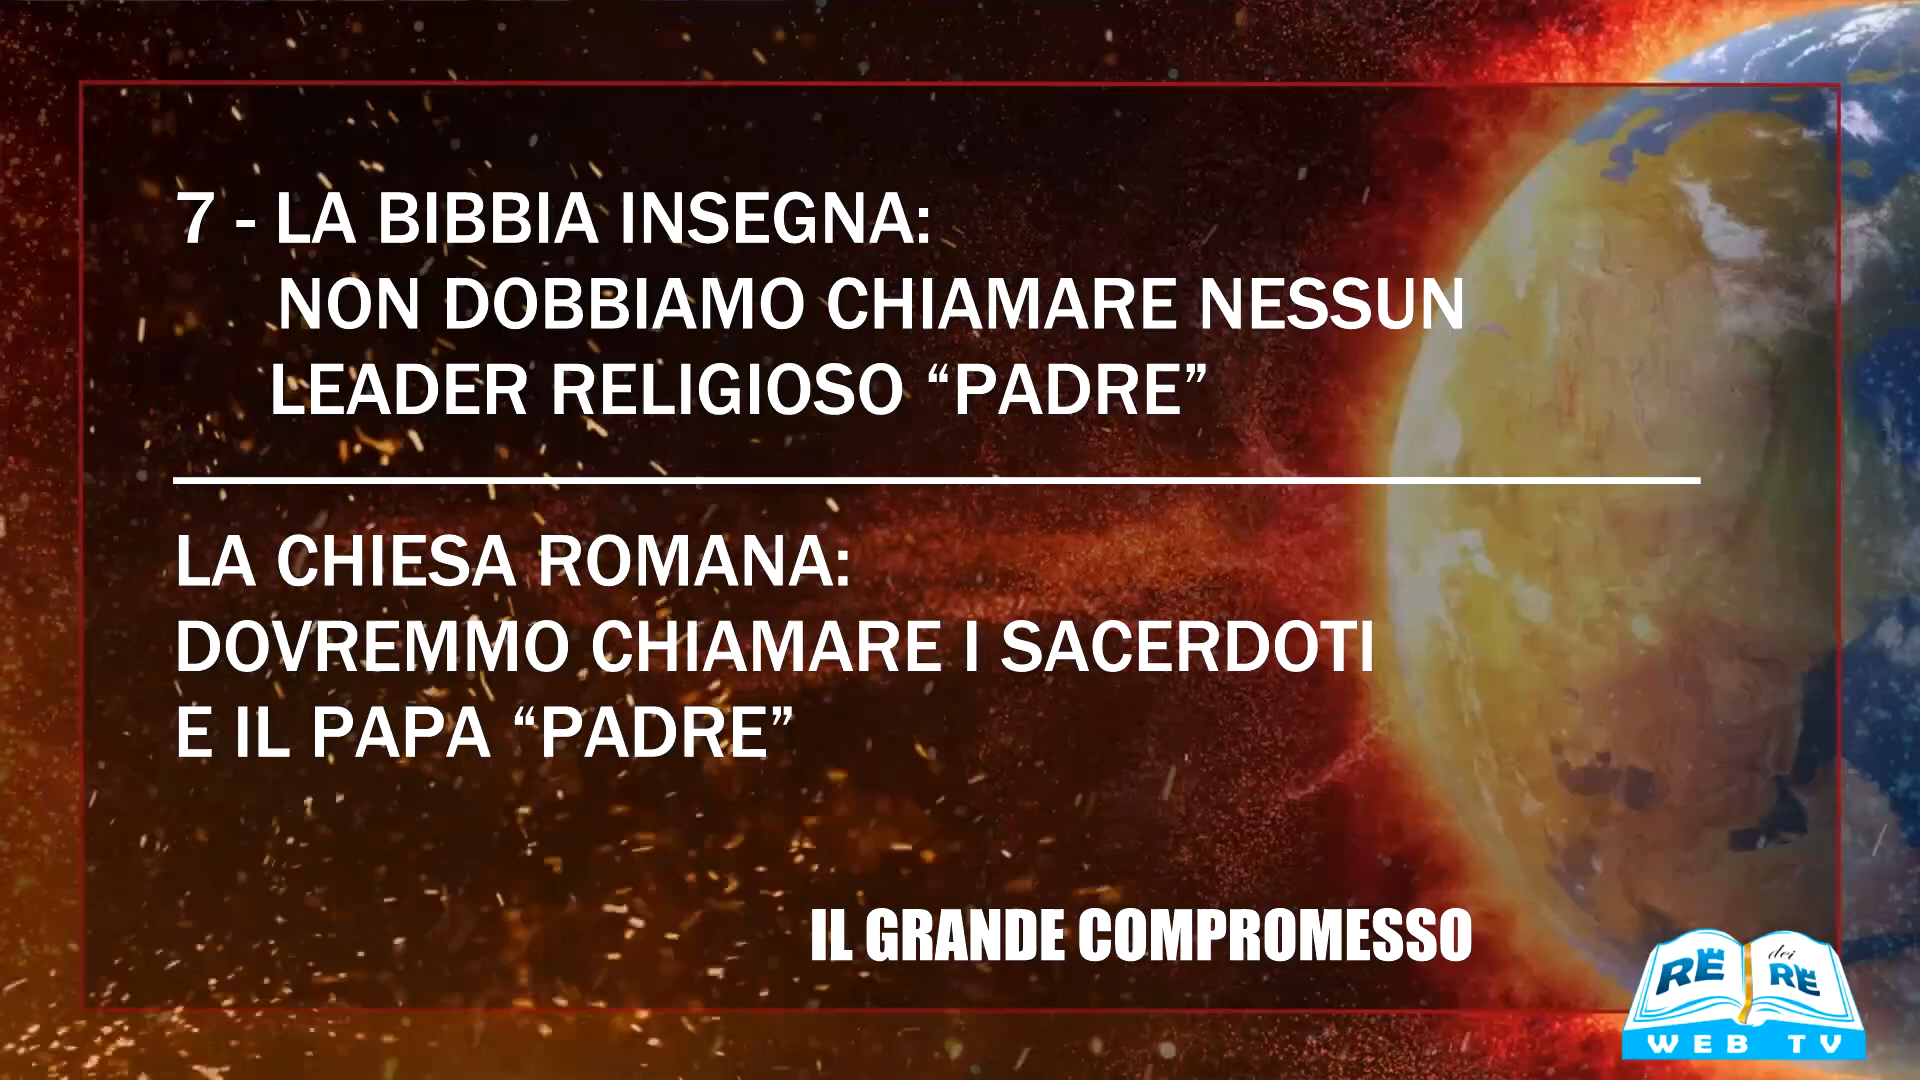 7 - LA BIBBIA INSEGNA:
NON DOBBIAMO CHIAMARE NESSUN
LEADER RELIGIOSO “PADRE”
LA CHIESA ROMANA:
DOVREMMO CHIAMARE I SACERDOTI
E IL PAPA “PADRE”
IL GRANDE COMPROMESSO
RE dei RE
WEB TV